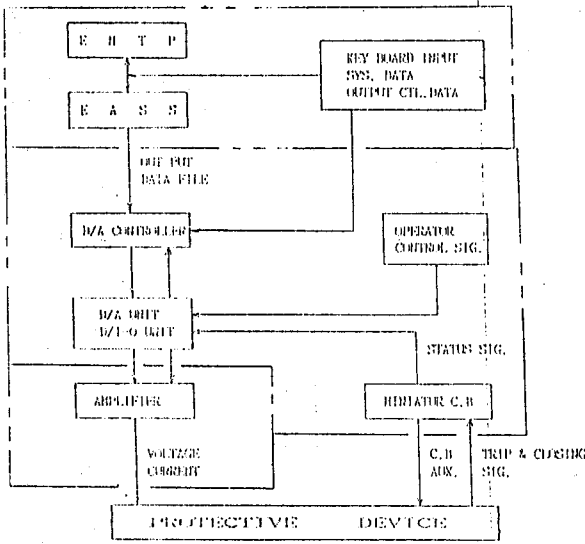 E M T P
KEY BOARD INPUT
SYS. DATA
OUTPUT CTL. DATA
E A S S
OUT PUT
DATA FILE
D/A CONTROLLER
OPERATOR
CONTROL SIG.
D/A UNIT
D/I-O UNIT
STATUS SIG.
AMPLIFIER
MINIATOR C.B
VOLTAGE
CURRENT
C.B
AUX.
TRIP & CLOSING
SIG.
PROTECTIVE DEVICE